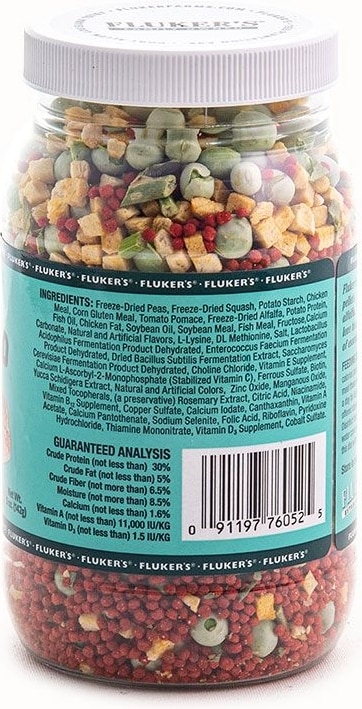 FLUKER'S
· FLUKER'S® · FLUKER'S® · FLUKER'S® · FLUKER'S® ·
INGREDIENTS: Freeze-Dried Peas, Freeze-Dried Squash, Potato Starch, Chicken
Meal, Corn Gluten Meal, Tomato Pomace, Freeze-Dried Alfalfa, Potato Protein,
Fish Oil, Chicken Fat, Soybean Oil, Soybean Meal, Fish Meal, Fructose, Calcium
Carbonate, Natural and Artificial Flavors, L-Lysine, DL Methionine, Salt, Lactobacillus
Acidophilus Fermentation Product Dehydrated, Enterococcus Faecium Fermentation
Product Dehydrated, Dried Bacillus Subtilis Fermentation Extract, Saccharomyces
Cerevisiae Fermentation Product Dehydrated, Choline Chloride, Vitamin E Supplement,
Calcium L-Ascorbyl-2-Monophosphate (Stabilized Vitamin C), Ferrous Sulfate, Biotin,
Yucca Schidigera Extract, Natural and Artificial Colors, Zinc Oxide, Manganous Oxide,
Mixed Tocopherals, (a preservative) Rosemary Extract, Citric Acid, Niacinamide,
Vitamin B12 Supplement, Copper Sulfate, Calcium Iodate, Canthaxanthin, Vitamin A
Acetate, Calcium Pantothenate, Sodium Selenite, Folic Acid, Riboflavin, Pyridoxine
Hydrochloride, Thiamine Mononitrate, Vitamin D3 Supplement, Cobalt Sulfate.
GUARANTEED ANALYSIS
Crude Protein (not less than) 30%
Crude Fat (not less than) 5%
Crude Fiber (not more than) 6.5%
Moisture (not more than) 8.5%
Calcium (not less than) 1.6%
Vitamin A (not less than) 11,000 IU/KG
Vitamin D3 (not less than) 1.5 IU/KG
0 91197 76052 5
Net Wt.
FLUKER'S® · FLUKER'S® · FLUKER'S® · FLUKER'S® ·